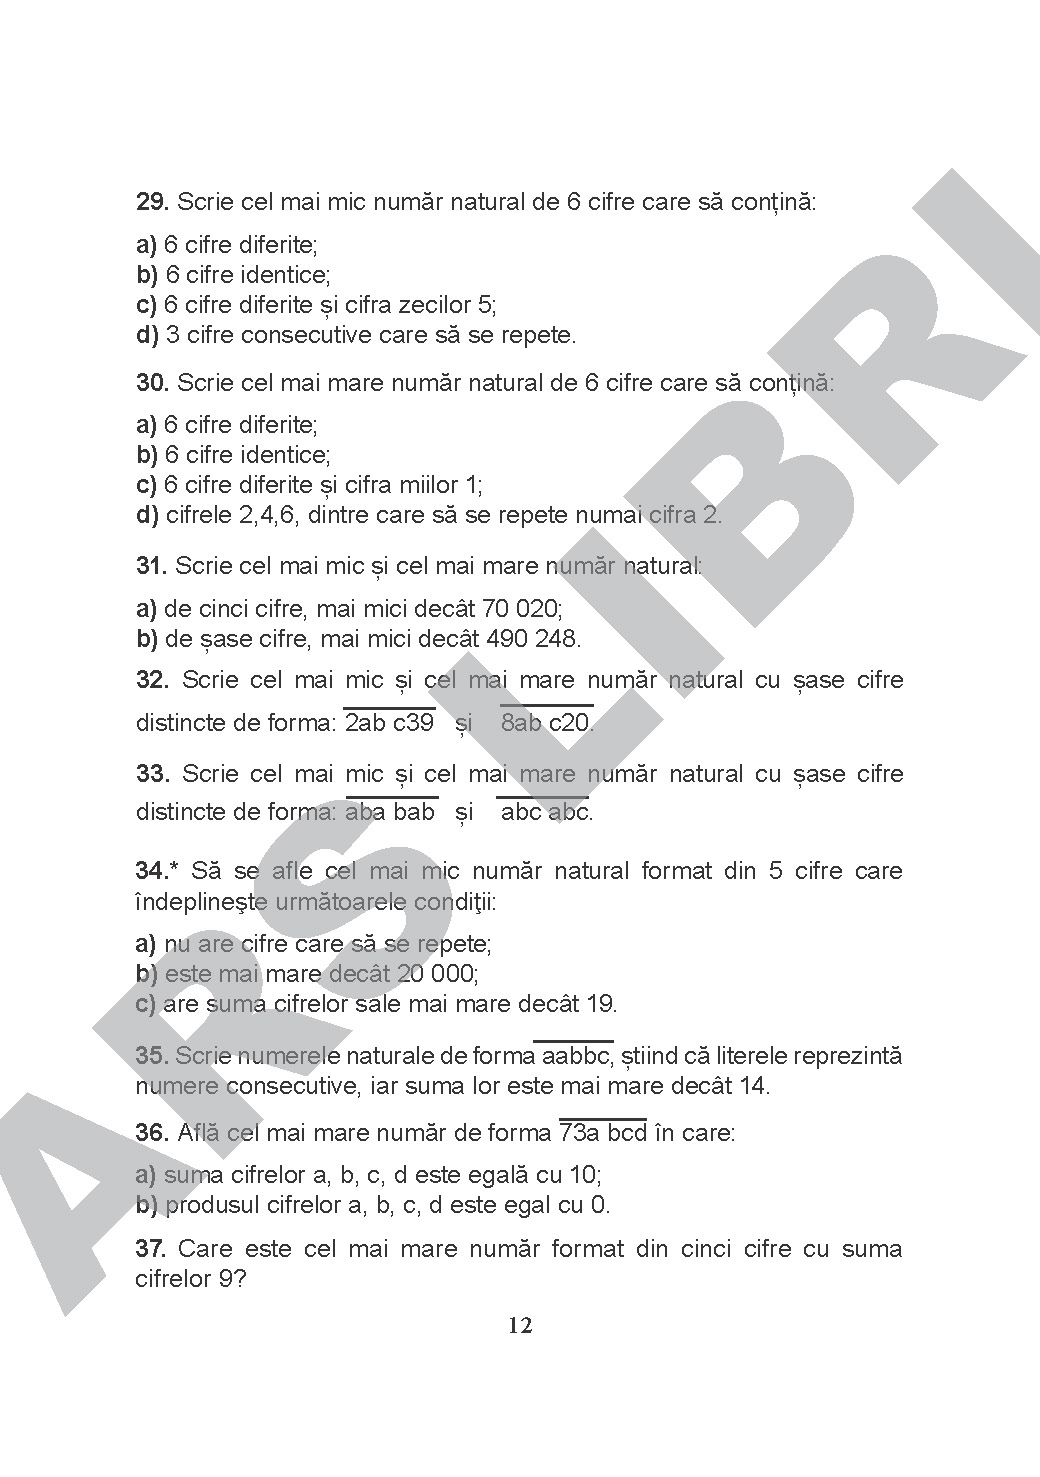 29. Scrie cel mai mic număr natural de 6 cifre care să conțină:
a) 6 cifre diferite;
b) 6 cifre identice;
c) 6 cifre diferite și cifra zecilor 5;
d) 3 cifre consecutive care să se repete.
30. Scrie cel mai mare număr natural de 6 cifre care să conțină:
a) 6 cifre diferite;
b) 6 cifre identice;
c) 6 cifre diferite și cifra miilor 1;
d) cifrele 2,4,6, dintre care să se repete numai cifra 2.
31. Scrie cel mai mic și cel mai mare număr natural:
a) de cinci cifre, mai mici decât 70 020;
b) de șase cifre, mai mici decât 490 248.
32. Scrie cel mai mic și cel mai mare număr natural cu șase cifre
distincte de forma: 2ab c39 și 8ab c20.
33. Scrie cel mai mic și cel mai mare număr natural cu șase cifre
distincte de forma: aba bab și abc abc.
34.* Să se afle cel mai mic număr natural format din 5 cifre care
îndeplineşte următoarele condiţii:
a) nu are cifre care să se repete;
b) este mai mare decât 20 000;
c) are suma cifrelor sale mai mare decât 19.
35. Scrie numerele naturale de forma aabbc, știind că literele reprezintă
numere consecutive, iar suma lor este mai mare decât 14.
36. Află cel mai mare număr de forma 73a bcd în care:
a) suma cifrelor a, b, c, d este egală cu 10;
b) produsul cifrelor a, b, c, d este egal cu 0.
37. Care este cel mai mare număr format din cinci cifre cu suma
cifrelor 9?
12
ARS LIBRI